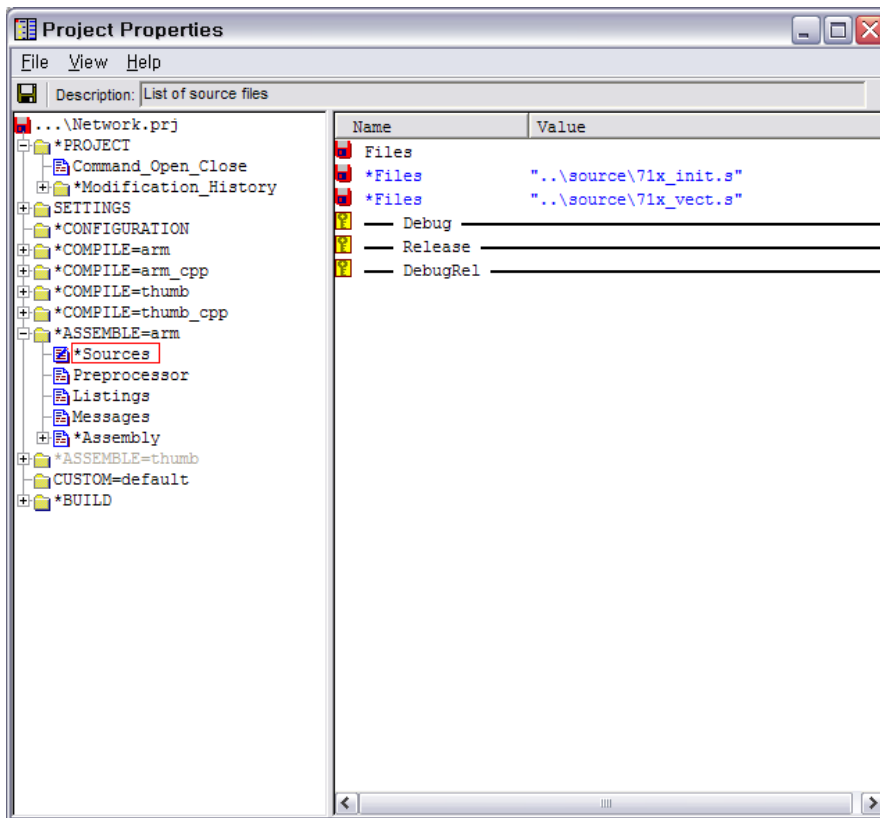 Project Properties
File View Help
Description: List of source files
...\Network.prj
*PROJECT
Command_Open_Close
*Modification_History
SETTINGS
*CONFIGURATION
*COMPILE=arm
*COMPILE=arm_cpp
*COMPILE=thumb
*COMPILE=thumb_cpp
*ASSEMBLE=arm
*Sources
Preprocessor
Listings
Messages
*Assembly
*ASSEMBLE=thumb
CUSTOM=default
*BUILD
Name Value
Files
*Files "..\source\71x_init.s"
*Files "..\source\71x_vect.s"
Debug
Release
DebugRel